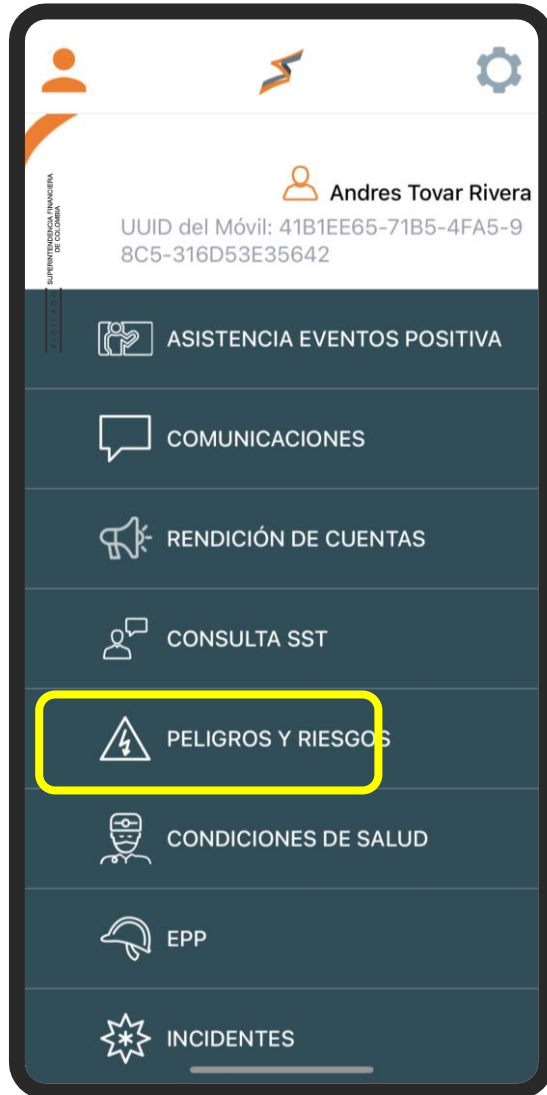 Andres Tovar Rivera
UUID del Móvil: 41B1EE65-71B5-4FA5-9
8C5-316D53E35642
VIGILADO SUPERINTENDENCIA FINANCIERA
DE COLOMBIA
ASISTENCIA EVENTOS POSITIVA
COMUNICACIONES
RENDICIÓN DE CUENTAS
CONSULTA SST
PELIGROS Y RIESGOS
CONDICIONES DE SALUD
EPP
INCIDENTES